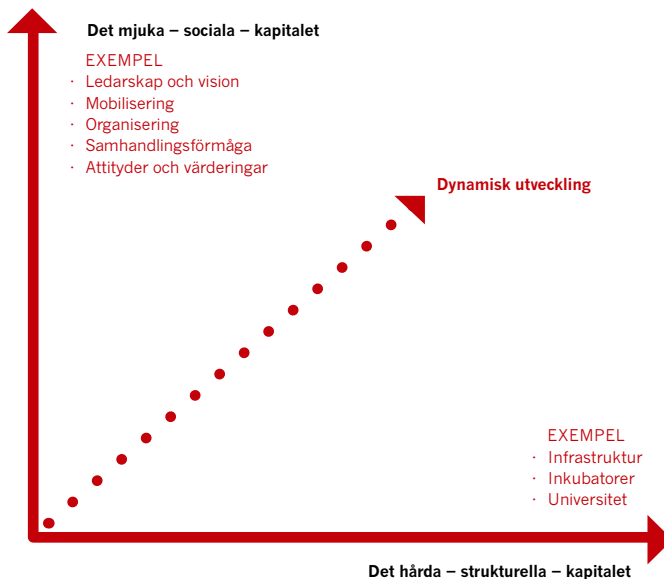 Det mjuka – sociala – kapitalet
EXEMPEL
· Ledarskap och vision
· Mobilisering
· Organisering
· Samhandlingsförmåga
· Attityder och värderingar
Dynamisk utveckling
EXEMPEL
· Infrastruktur
· Inkubatorer
· Universitet
Det hårda – strukturella – kapitalet